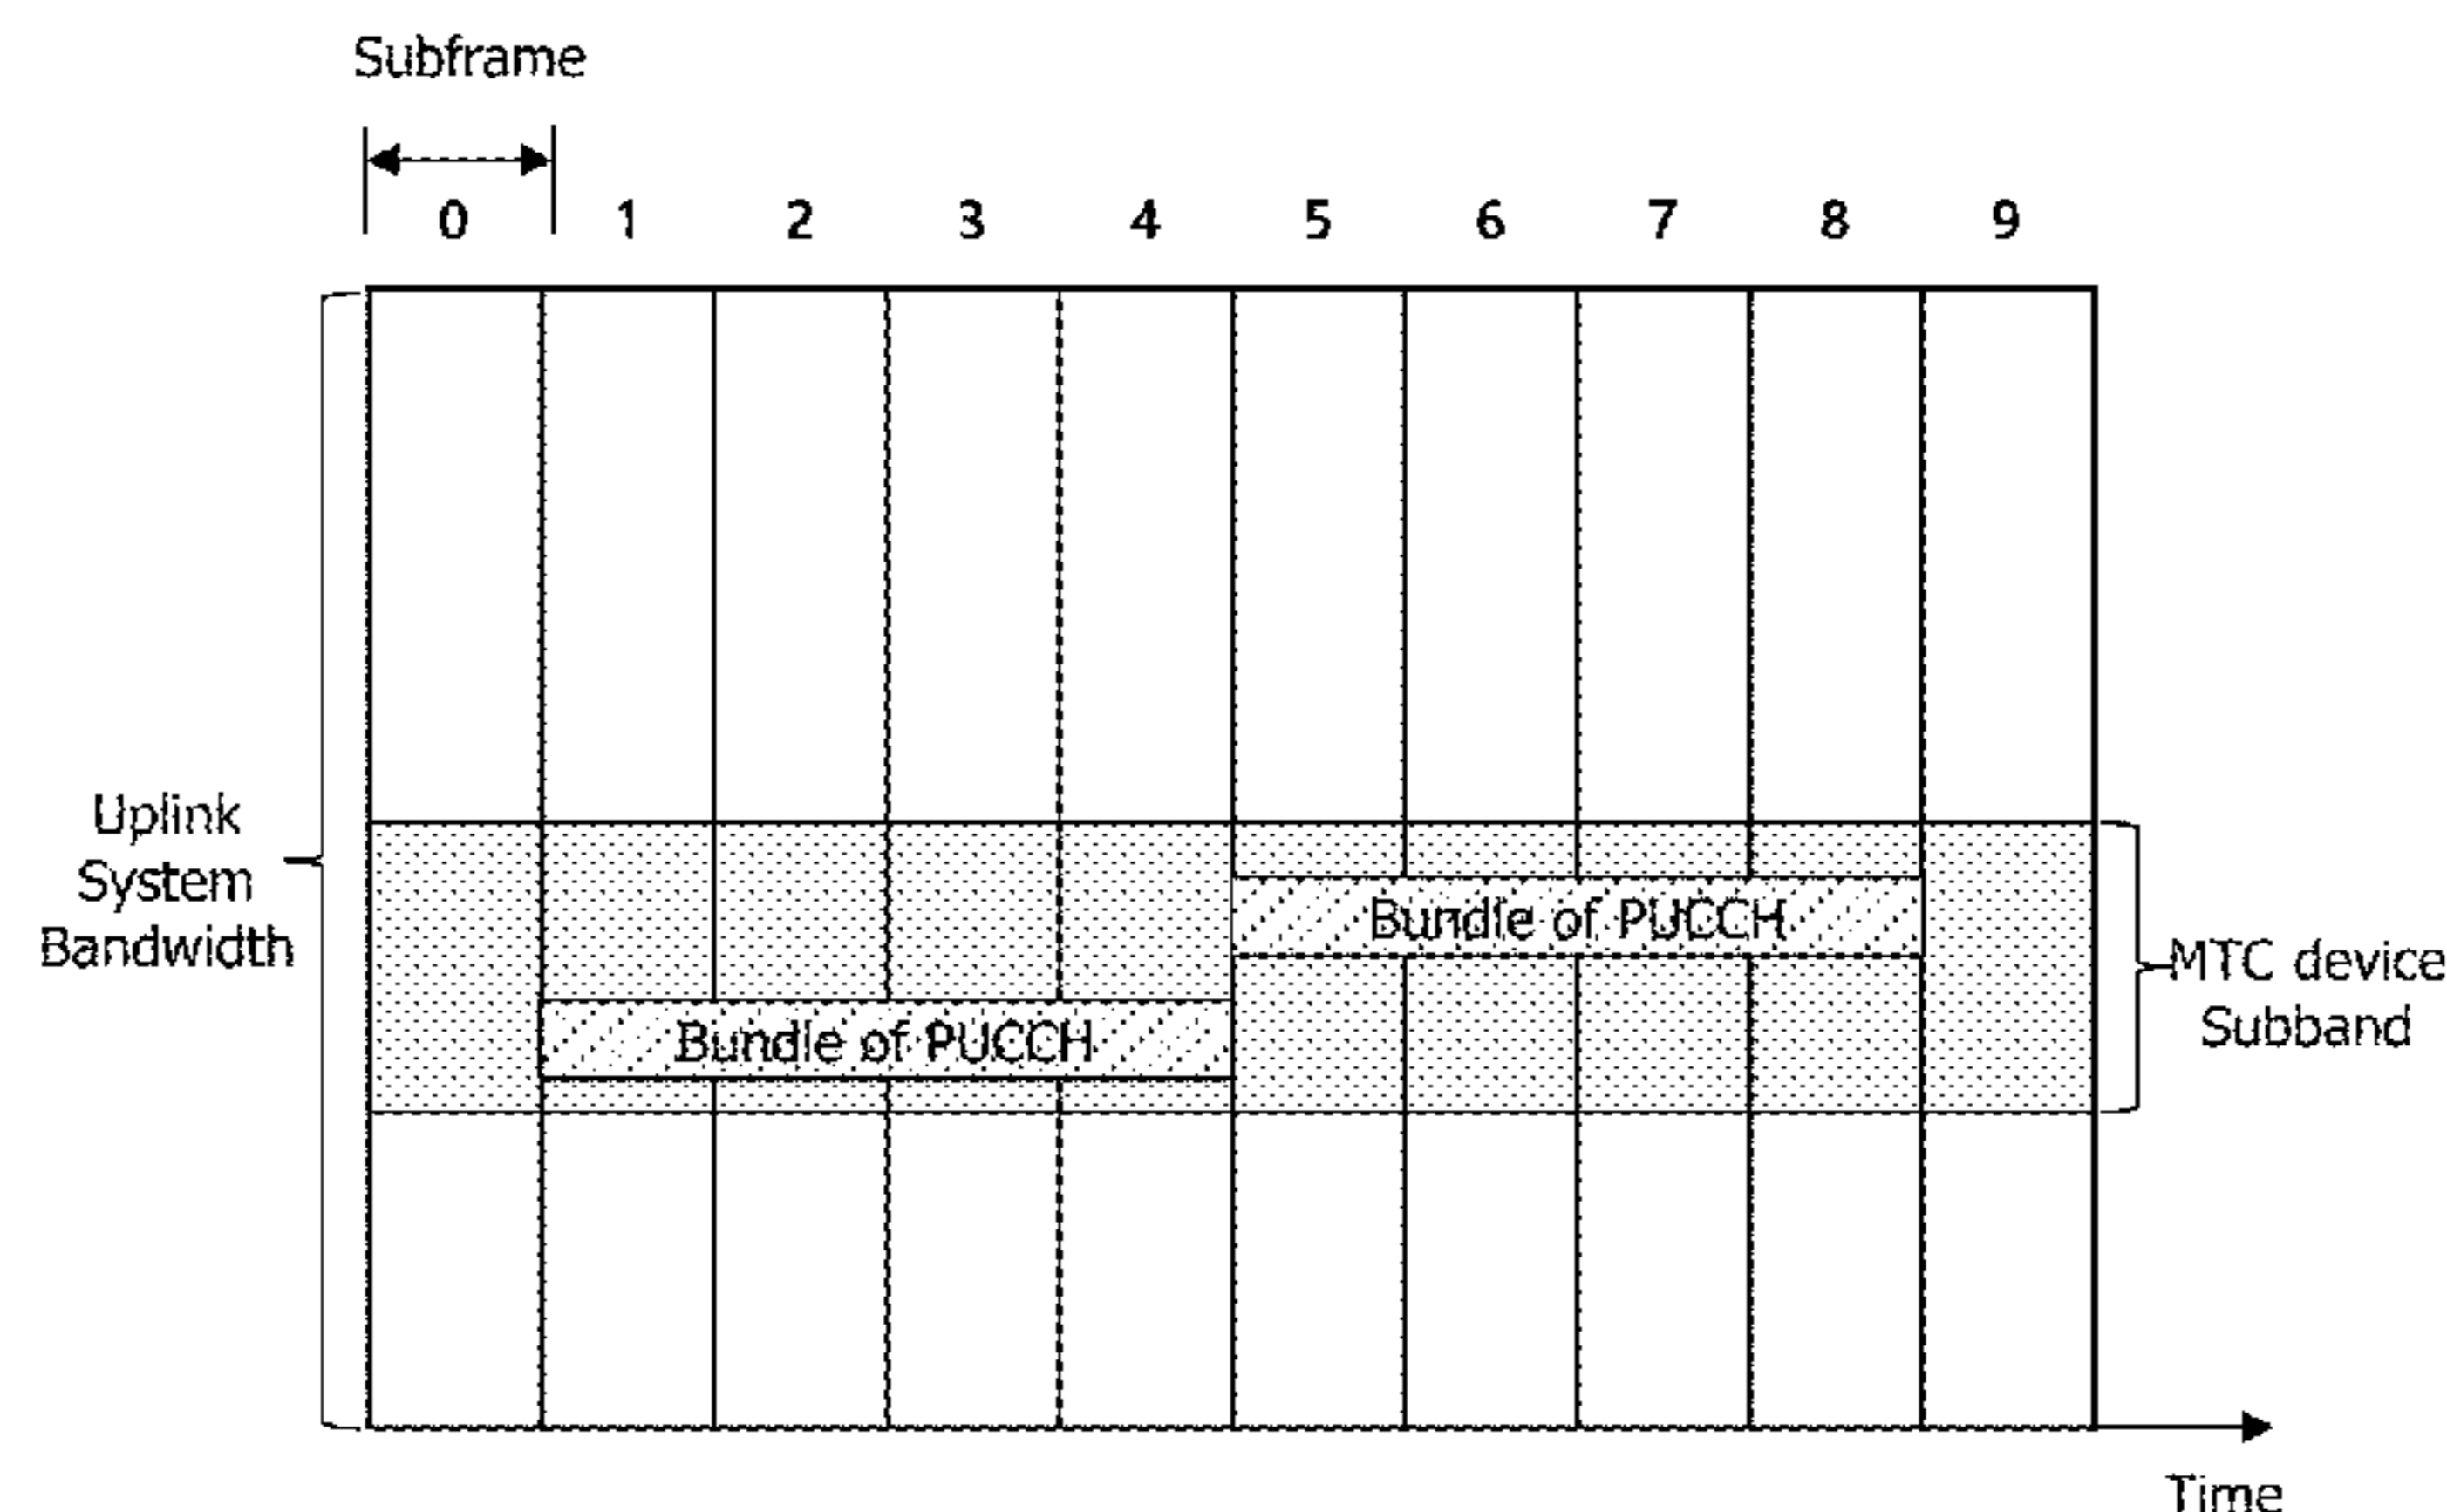 Subframe
0 1 2 3 4 5 6 7 8 9
Uplink
System
Bandwidth
Bundle of PUCCH
Bundle of PUCCH
MTC device
Subband
Time